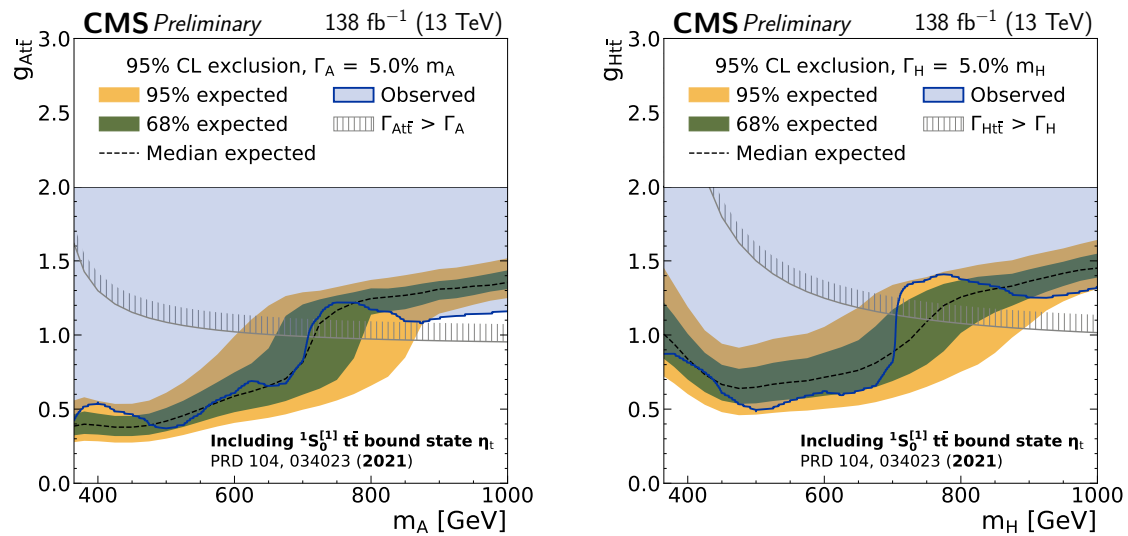 CMS Preliminary 138 fb⁻¹ (13 TeV)
95% CL exclusion, Γ_A = 5.0% m_A
95% expected
Observed
68% expected
Γ_Att̄ > Γ_A
Median expected
g_Att̄
3.0
2.5
2.0
1.5
1.0
0.5
0.0
Including ¹S₀^[1] tt̄ bound state η_t
PRD 104, 034023 (2021)
400 600 800 1000
m_A [GeV]
CMS Preliminary 138 fb⁻¹ (13 TeV)
95% CL exclusion, Γ_H = 5.0% m_H
95% expected
Observed
68% expected
Γ_Htt̄ > Γ_H
Median expected
g_Htt̄
3.0
2.5
2.0
1.5
1.0
0.5
0.0
Including ¹S₀^[1] tt̄ bound state η_t
PRD 104, 034023 (2021)
400 500 600 700 800 900 1000
m_H [GeV]